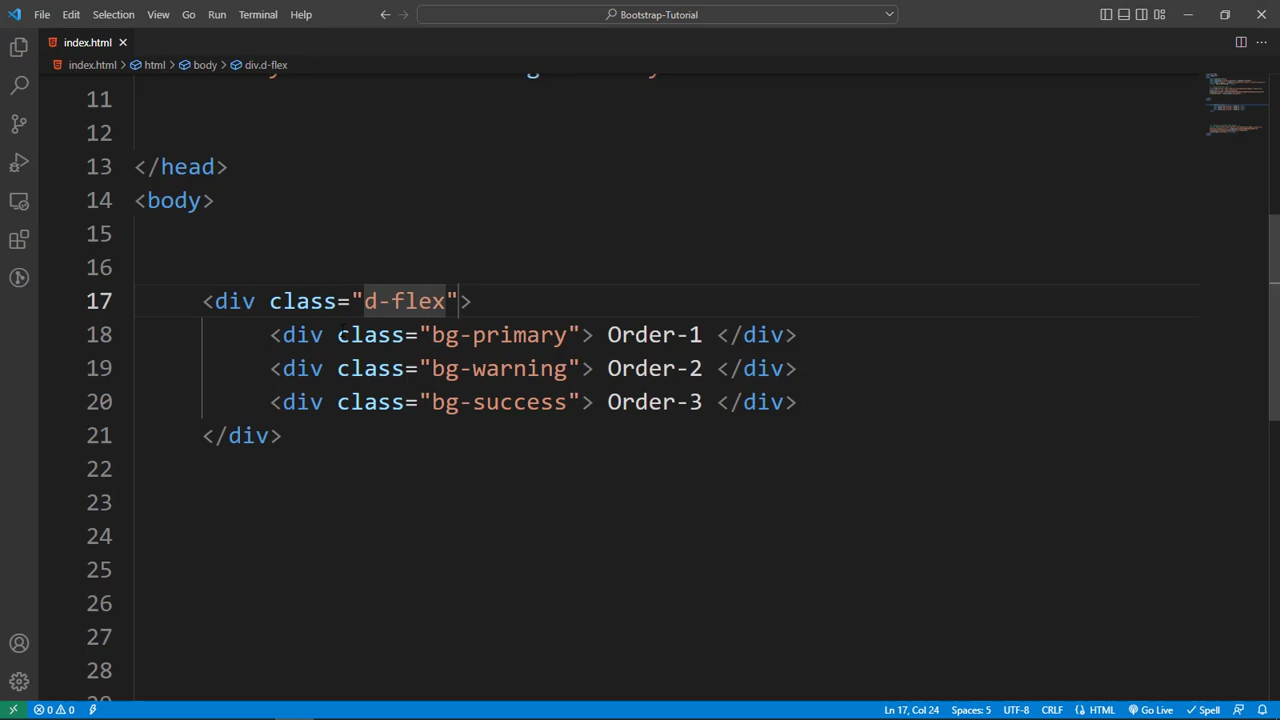 File Edit Selection View Go Run Terminal Help Bootstrap-Tutorial
index.html
index.html > html > body > div.d-flex
11
12
13 </head>
14 <body>
15
16
17 <div class="d-flex">
18 <div class="bg-primary"> Order-1 </div>
19 <div class="bg-warning"> Order-2 </div>
20 <div class="bg-success"> Order-3 </div>
21 </div>
22
23
24
25
26
27
28
0 0 Ln 17, Col 24 Spaces: 5 UTF-8 CRLF HTML Go Live Spell